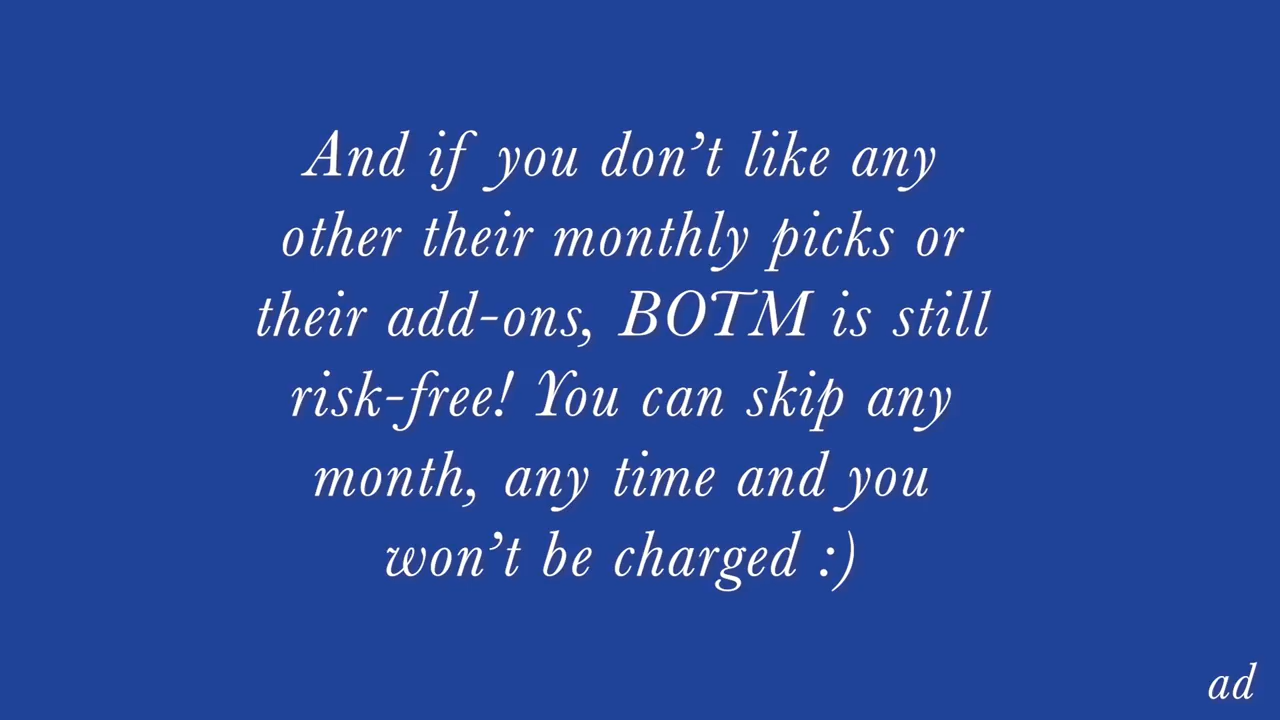 And if you don’t like any
other their monthly picks or
their add-ons, BOTM is still
risk-free! You can skip any
month, any time and you
won’t be charged :)
ad